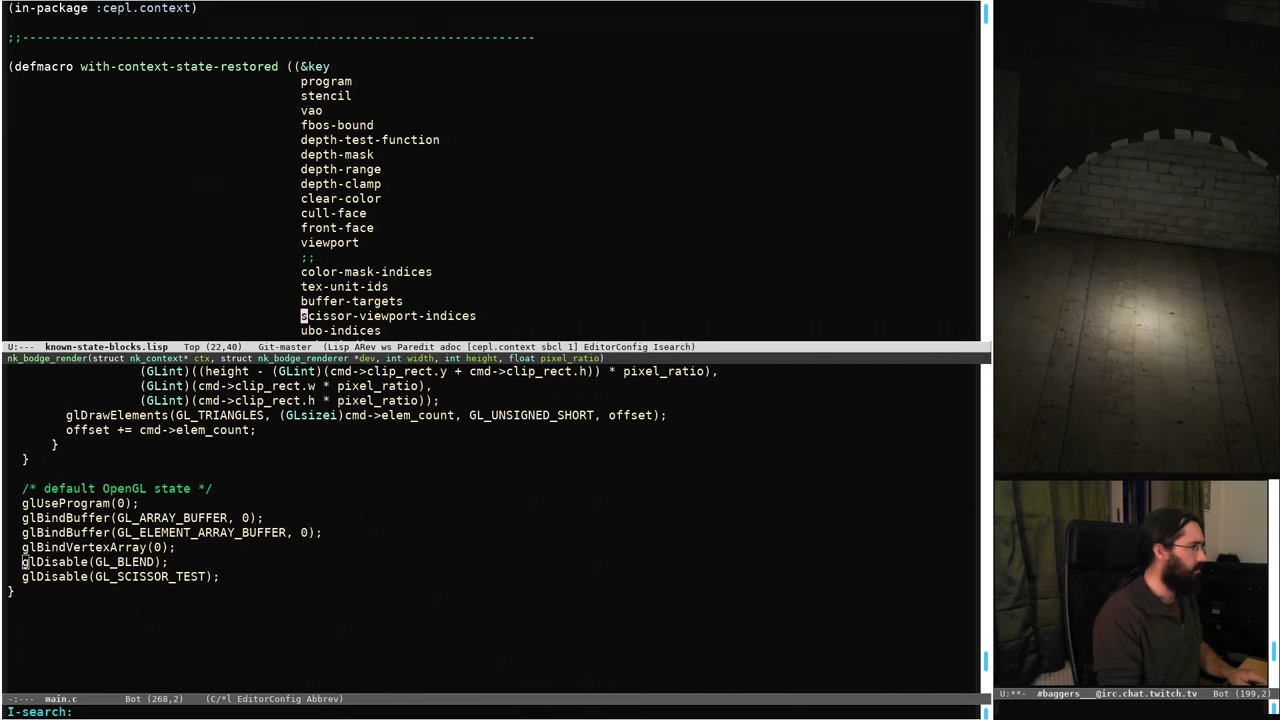 (in-package :cepl.context)
;;----------------------------------------------------------------------
(defmacro with-context-state-restored ((&key
program
stencil
vao
fbos-bound
depth-test-function
depth-mask
depth-range
depth-clamp
clear-color
cull-face
front-face
viewport
;;
color-mask-indices
tex-unit-ids
buffer-targets
scissor-viewport-indices
ubo-indices
U:--- known-state-blocks.lisp Top (22,40) Git-master (Lisp ARev ws Paredit adoc [cepl.context sbcl 1] EditorConfig Isearch)
nk_bodge_render(struct nk_context* ctx, struct nk_bodge_renderer *dev, int width, int height, float pixel_ratio)
(GLint)((height - (GLint)(cmd->clip_rect.y + cmd->clip_rect.h)) * pixel_ratio),
(GLint)(cmd->clip_rect.w * pixel_ratio),
(GLint)(cmd->clip_rect.h * pixel_ratio));
glDrawElements(GL_TRIANGLES, (GLsizei)cmd->elem_count, GL_UNSIGNED_SHORT, offset);
offset += cmd->elem_count;
}
}
/* default OpenGL state */
glUseProgram(0);
glBindBuffer(GL_ARRAY_BUFFER, 0);
glBindBuffer(GL_ELEMENT_ARRAY_BUFFER, 0);
glBindVertexArray(0);
glDisable(GL_BLEND);
glDisable(GL_SCISSOR_TEST);
}
-:--- main.c Bot (268,2) (C/*l EditorConfig Abbrev)
U:**- #baggers___@irc.chat.twitch.tv Bot (199,2)
I-search: